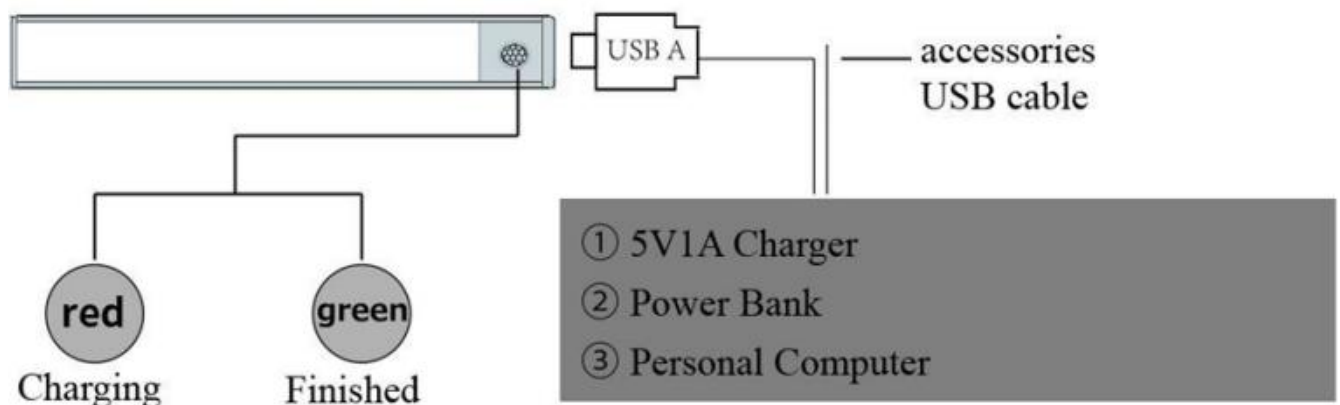 USB A
accessories
USB cable
① 5V1A Charger
② Power Bank
③ Personal Computer
red
green
Charging
Finished